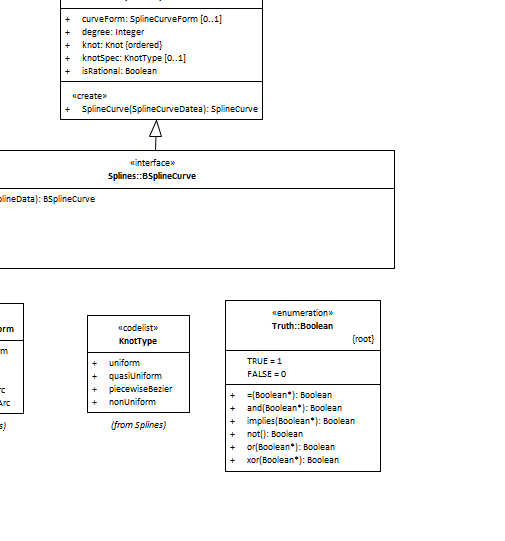 + curveForm: SplineCurveForm [0..1]
+ degree: Integer
+ knot: Knot {ordered}
+ knotSpec: KnotType [0..1]
+ isRational: Boolean
«create»
+ SplineCurve(SplineCurveDatea): SplineCurve
«interface»
Splines::BSplineCurve
lineData): BSplineCurve
orm
m
rc
Arc
s)
«codelist»
KnotType
+ uniform
+ quasiUniform
+ piecewiseBezier
+ nonUniform
(from Splines)
«enumeration»
Truth::Boolean
{root}
TRUE = 1
FALSE = 0
+ =(Boolean*): Boolean
+ and(Boolean*): Boolean
+ implies(Boolean*): Boolean
+ not(): Boolean
+ or(Boolean*): Boolean
+ xor(Boolean*): Boolean